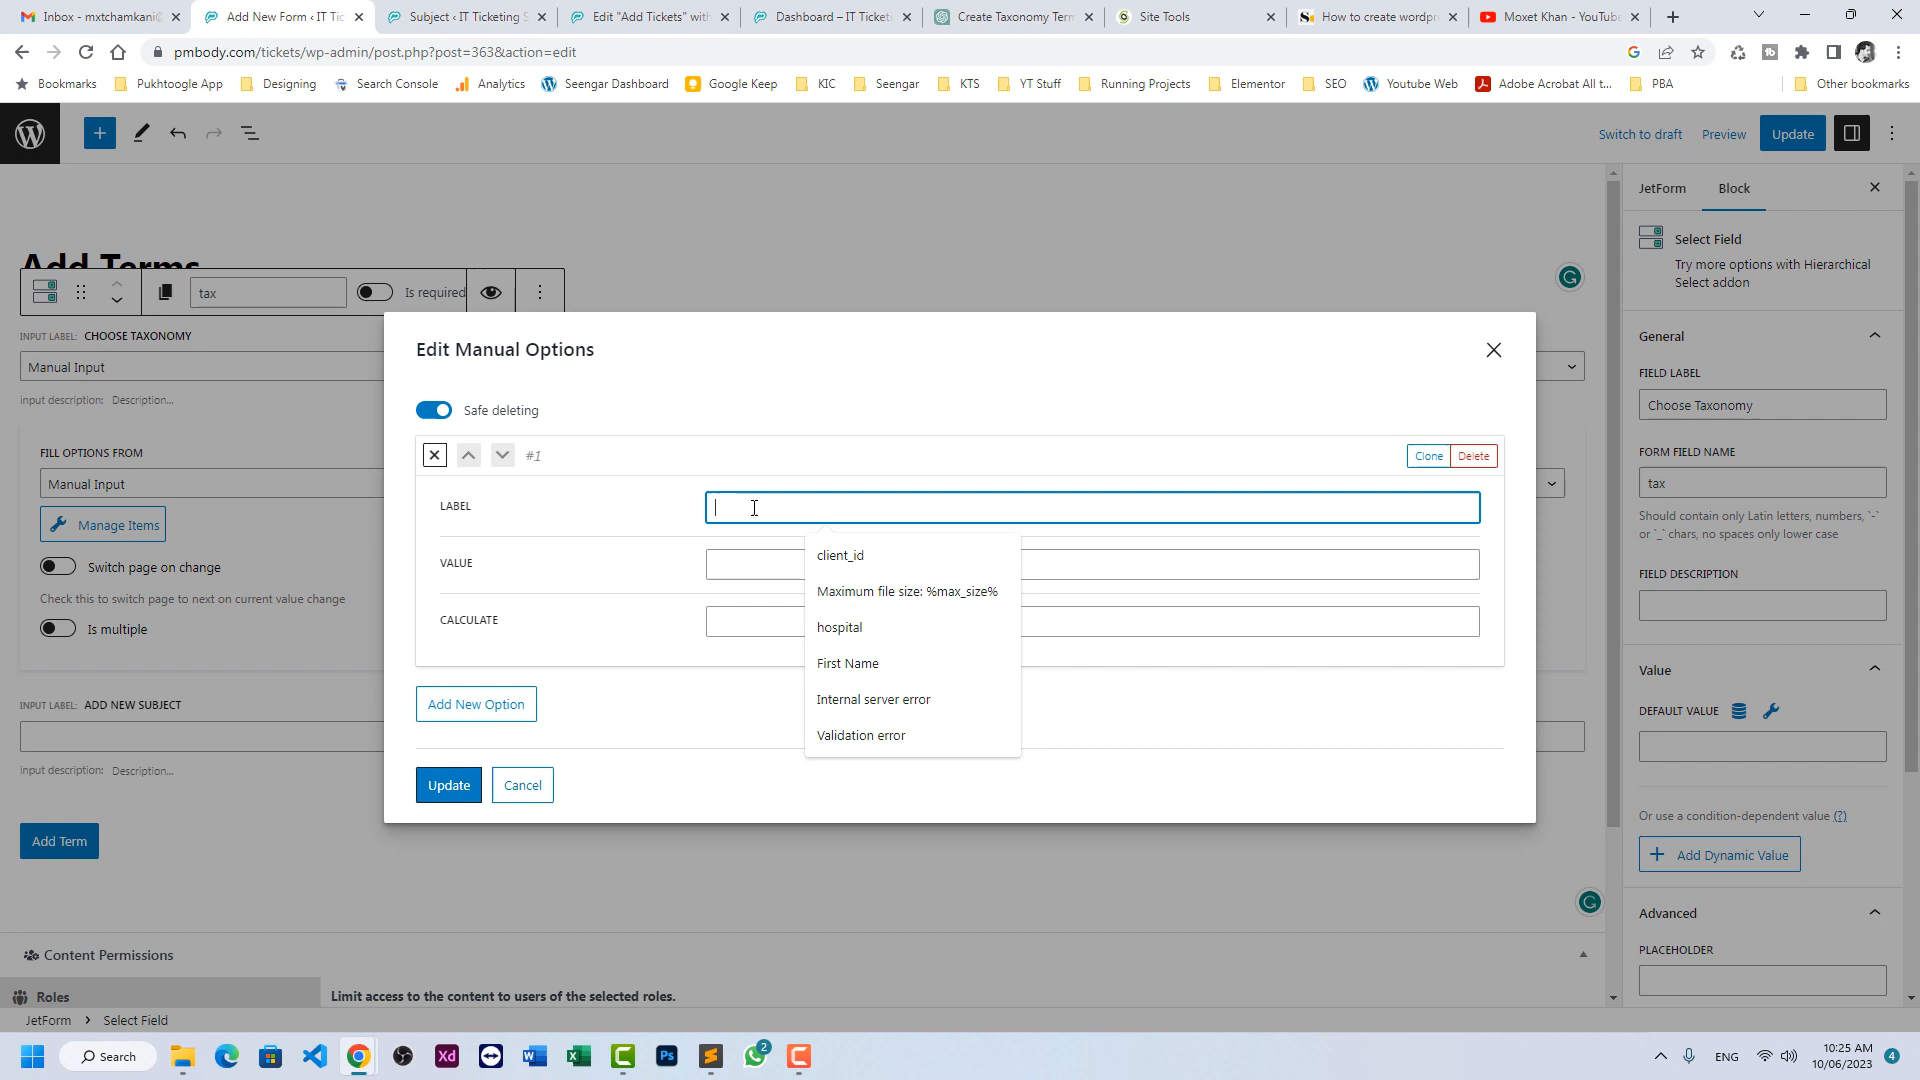 Inbox - mxtchamkani@
Add New Form ‹ IT Tic
Subject ‹ IT Ticketing S
Edit "Add Tickets" with
Dashboard – IT Ticketi
Create Taxonomy Term
Site Tools
How to create wordpr
Moxet Khan - YouTube
pmbody.com/tickets/wp-admin/post.php?post=363&action=edit
Bookmarks
Pukhtoogle App
Designing
Search Console
Analytics
Seengar Dashboard
Google Keep
KIC
Seengar
KTS
YT Stuff
Running Projects
Elementor
SEO
Youtube Web
Adobe Acrobat All t...
PBA
Other bookmarks
Switch to draft
Preview
Update
JetForm
Block
Select Field
Try more options with Hierarchical
Select addon
Add Terms
tax
Is required
INPUT LABEL: CHOOSE TAXONOMY
Manual Input
input description: Description...
FILL OPTIONS FROM
Manual Input
Manage Items
Switch page on change
Check this to switch page to next on current value change
Is multiple
INPUT LABEL: ADD NEW SUBJECT
input description: Description...
Add Term
Edit Manual Options
Safe deleting
#1
Clone
Delete
LABEL
VALUE
CALCULATE
client_id
Maximum file size: %max_size%
hospital
First Name
Internal server error
Validation error
Add New Option
Update
Cancel
General
FIELD LABEL
Choose Taxonomy
FORM FIELD NAME
tax
Should contain only Latin letters, numbers, `-`
or `_` chars, no spaces only lower case
FIELD DESCRIPTION
Value
DEFAULT VALUE
Or use a condition-dependent value (?)
Add Dynamic Value
Advanced
PLACEHOLDER
Content Permissions
Roles
Limit access to the content to users of the selected roles.
JetForm
Select Field
Search
Xd
Ps
2
ENG
10:25 AM
10/06/2023
4